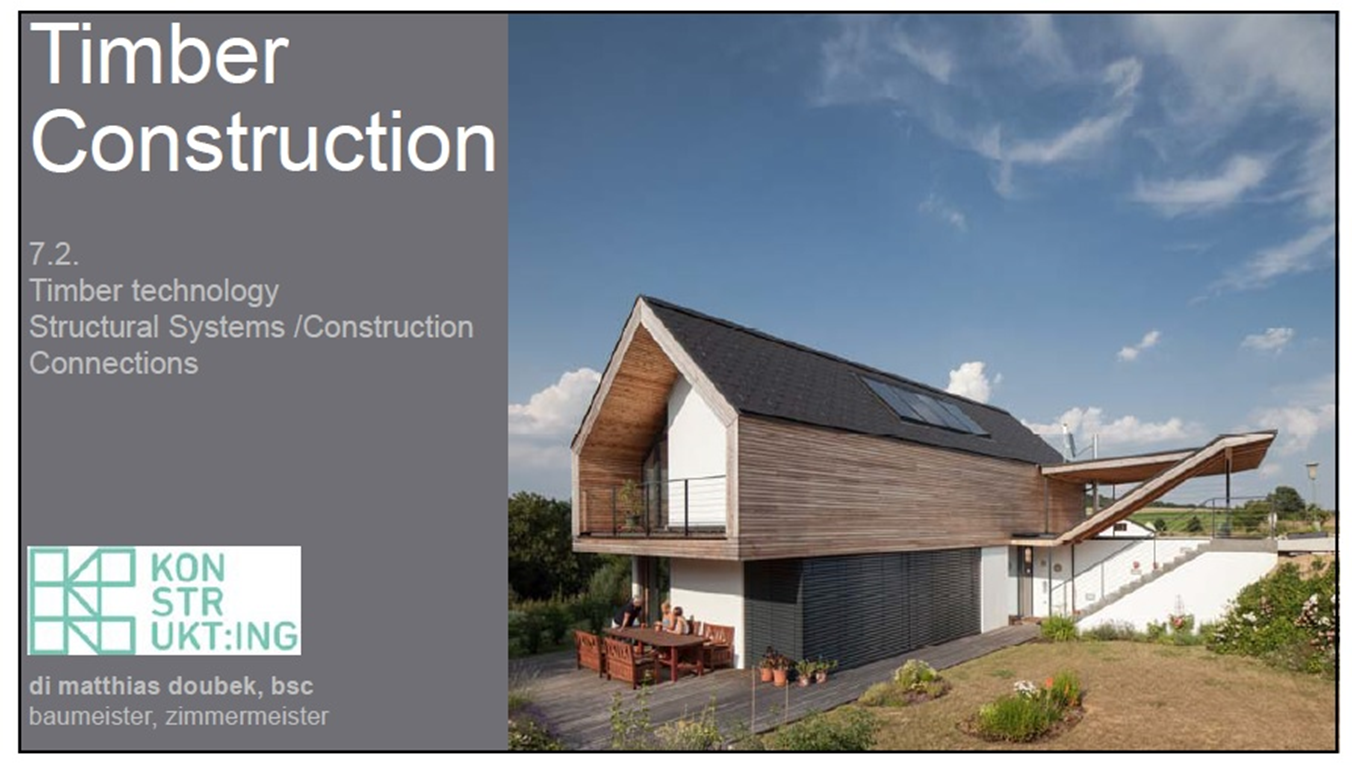 Timber
Construction
7.2.
Timber technology
Structural Systems /Construction
Connections
KON
STR
UKT:ING
di matthias doubek, bsc
baumeister, zimmermeister